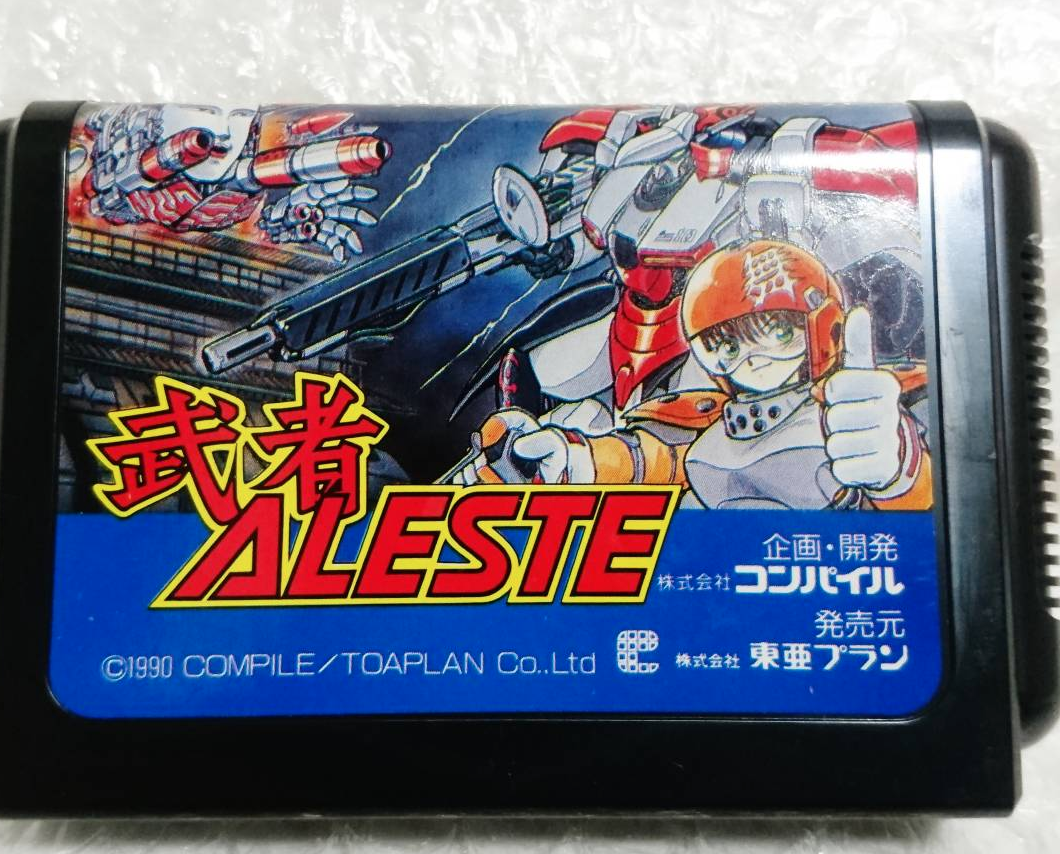 無
武者
ALESTE
企画・開発
株式会社 コンパイル
発売元
©1990 COMPILE/TOAPLAN Co.,Ltd
株式会社 東亜プラン